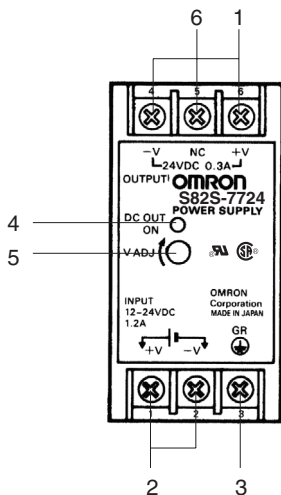 6 1
4 5 6
-V NC +V
24VDC 0.3A
OUTPUT
OMRON
S82S-7724
POWER SUPPLY
4
DC OUT
ON
5
V ADJ
INPUT
12-24VDC
1.2A
OMRON
Corporation
MADE IN JAPAN
+V -V
GR
1 2 3
2 3